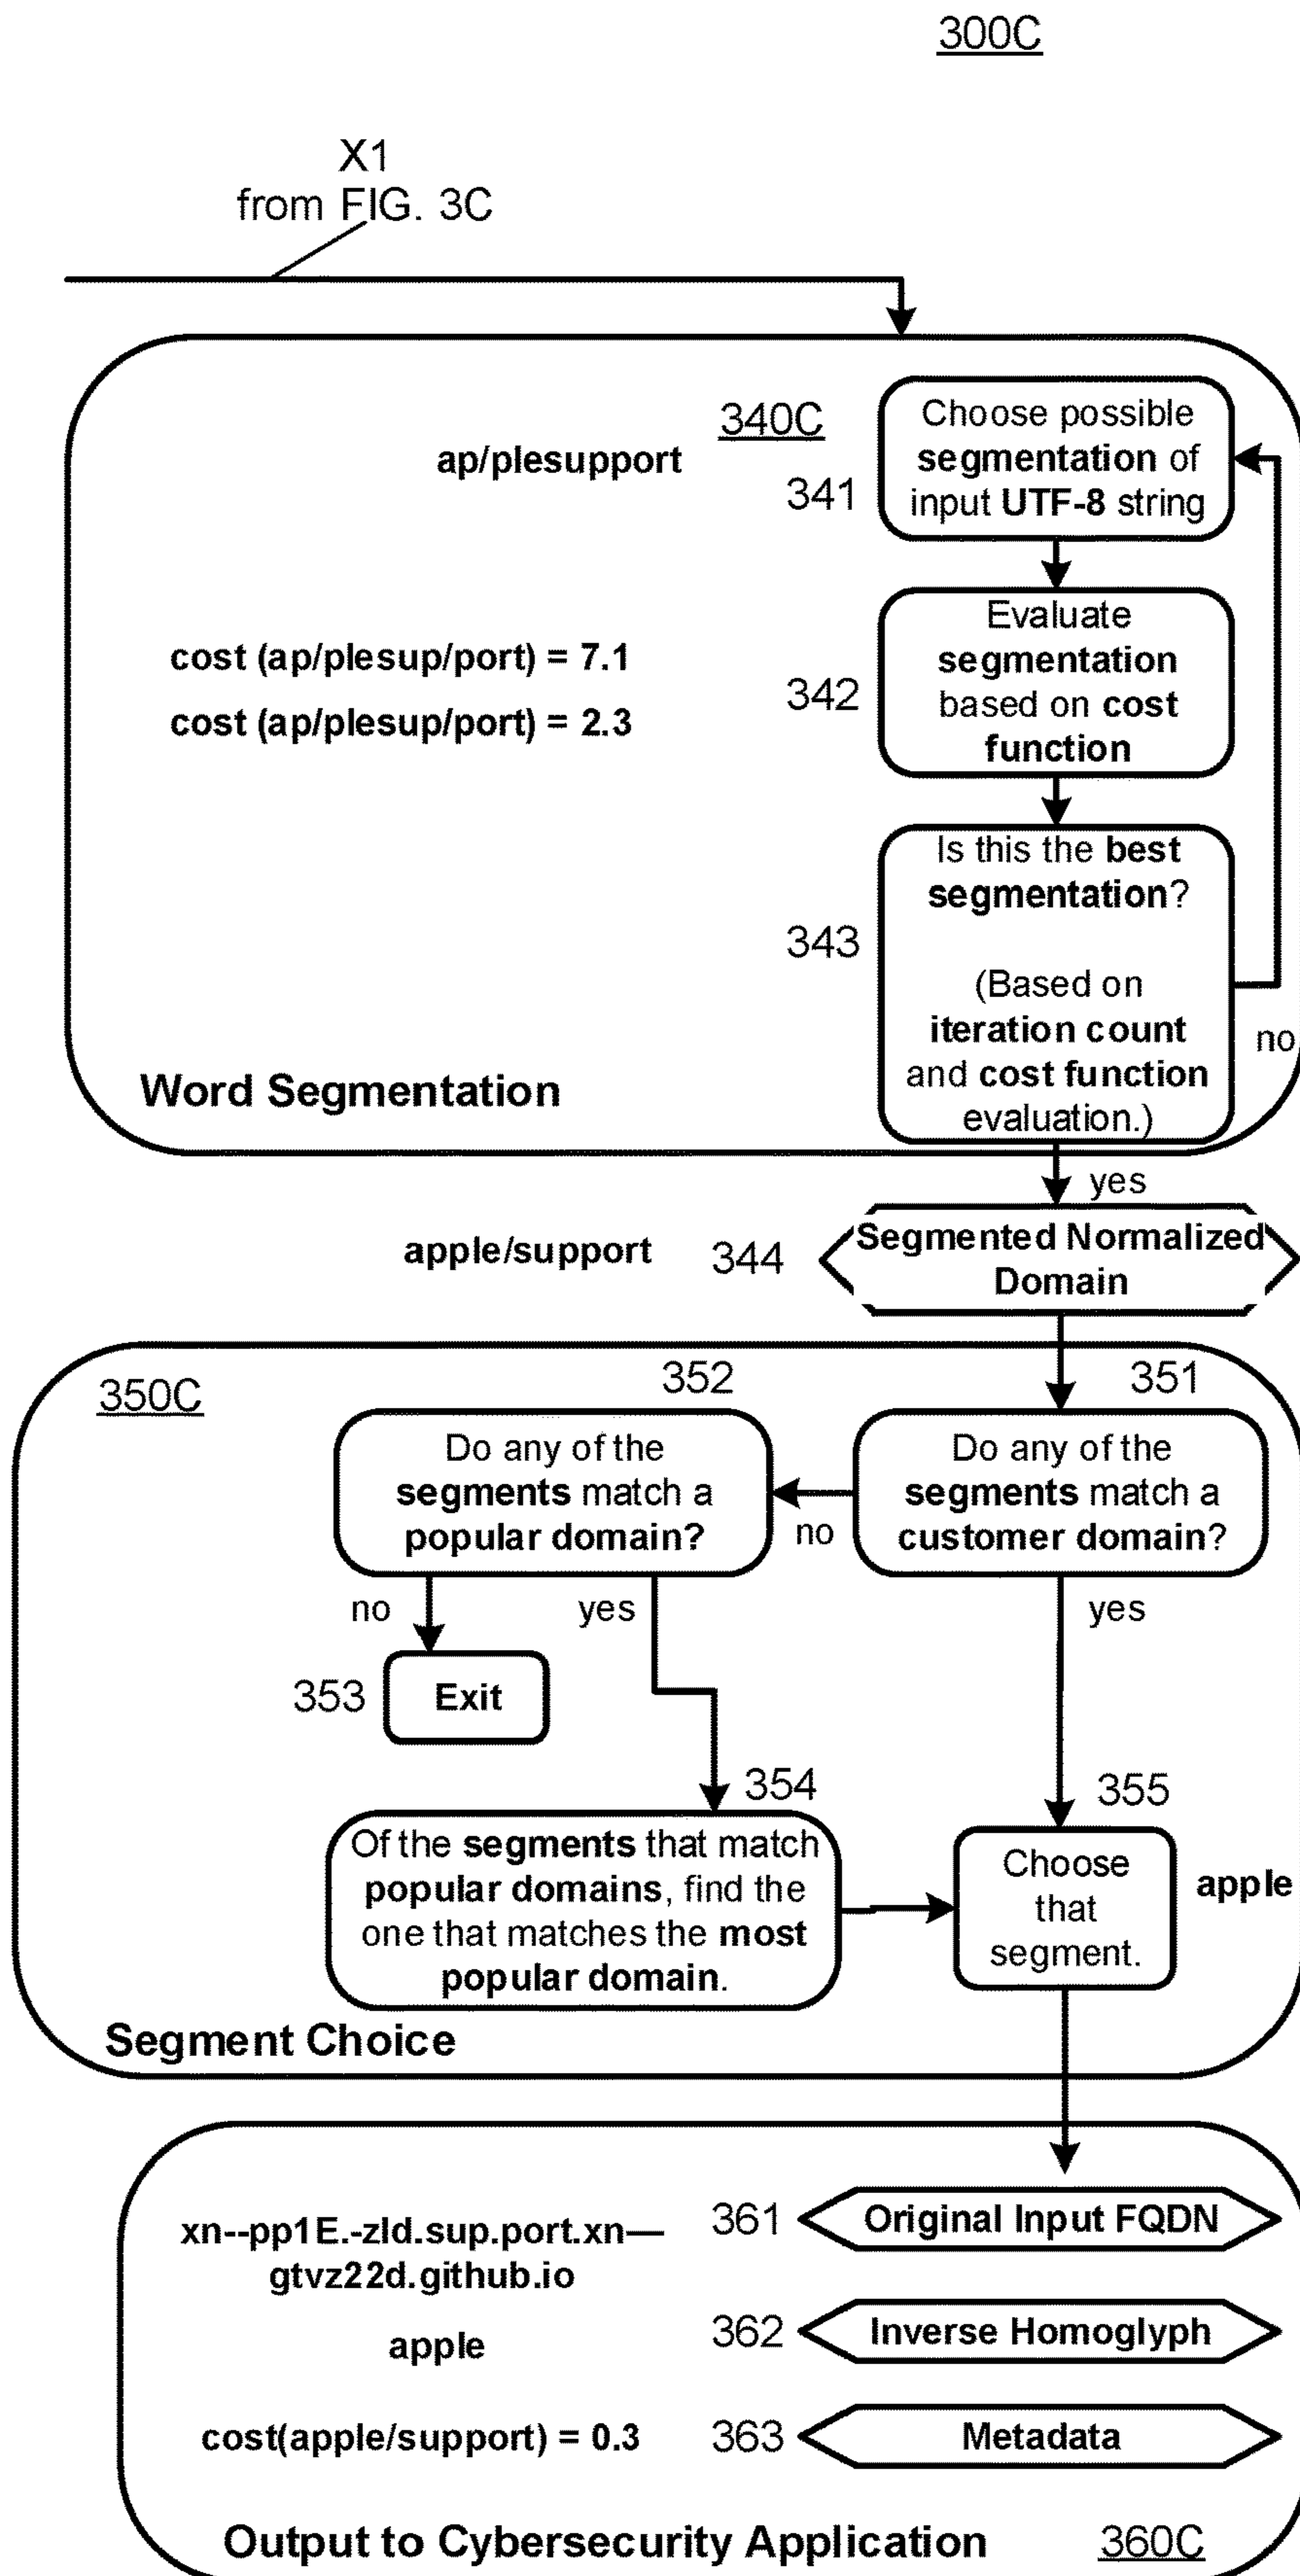 300C
X1
from FIG. 3C
340C
ap/plesupport
341
Choose possible
segmentation of
input UTF-8 string
cost (ap/plesup/port) = 7.1
cost (ap/plesup/port) = 2.3
342
Evaluate
segmentation
based on cost
function
343
Is this the best
segmentation?
(Based on
iteration count
and cost function
evaluation.)
no
Word Segmentation
yes
apple/support
344
Segmented Normalized
Domain
350C
352
351
Do any of the
segments match a
popular domain?
no
Do any of the
segments match a
customer domain?
no
yes
yes
353
Exit
354
355
Of the segments that match
popular domains, find the
one that matches the most
popular domain.
Choose
that
segment.
apple
Segment Choice
xn--pp1E.-zld.sup.port.xn—
gtvz22d.github.io
361
Original Input FQDN
apple
362
Inverse Homoglyph
cost(apple/support) = 0.3
363
Metadata
Output to Cybersecurity Application
360C